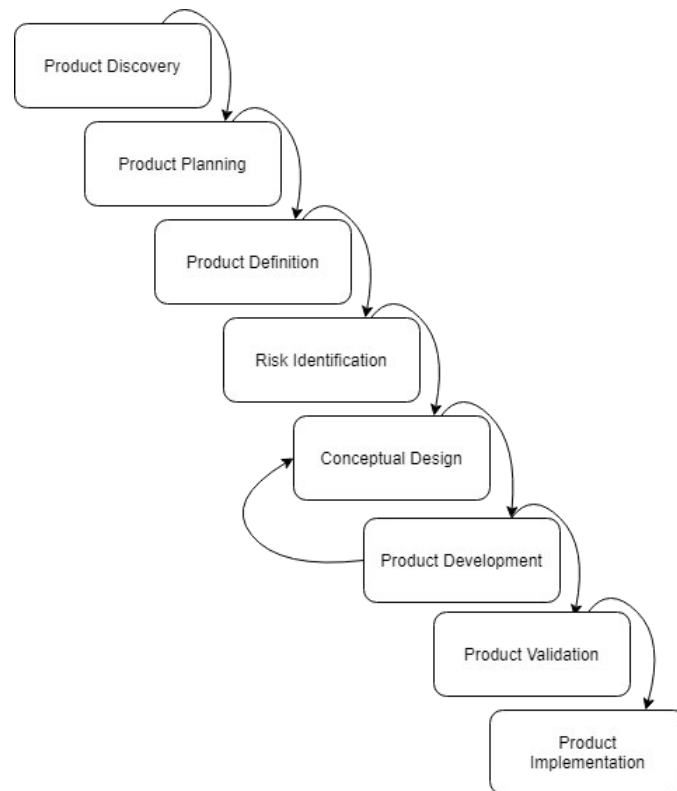 Product Discovery
Product Planning
Product Definition
Risk Identification
Conceptual Design
Product Development
Product Validation
Product
Implementation